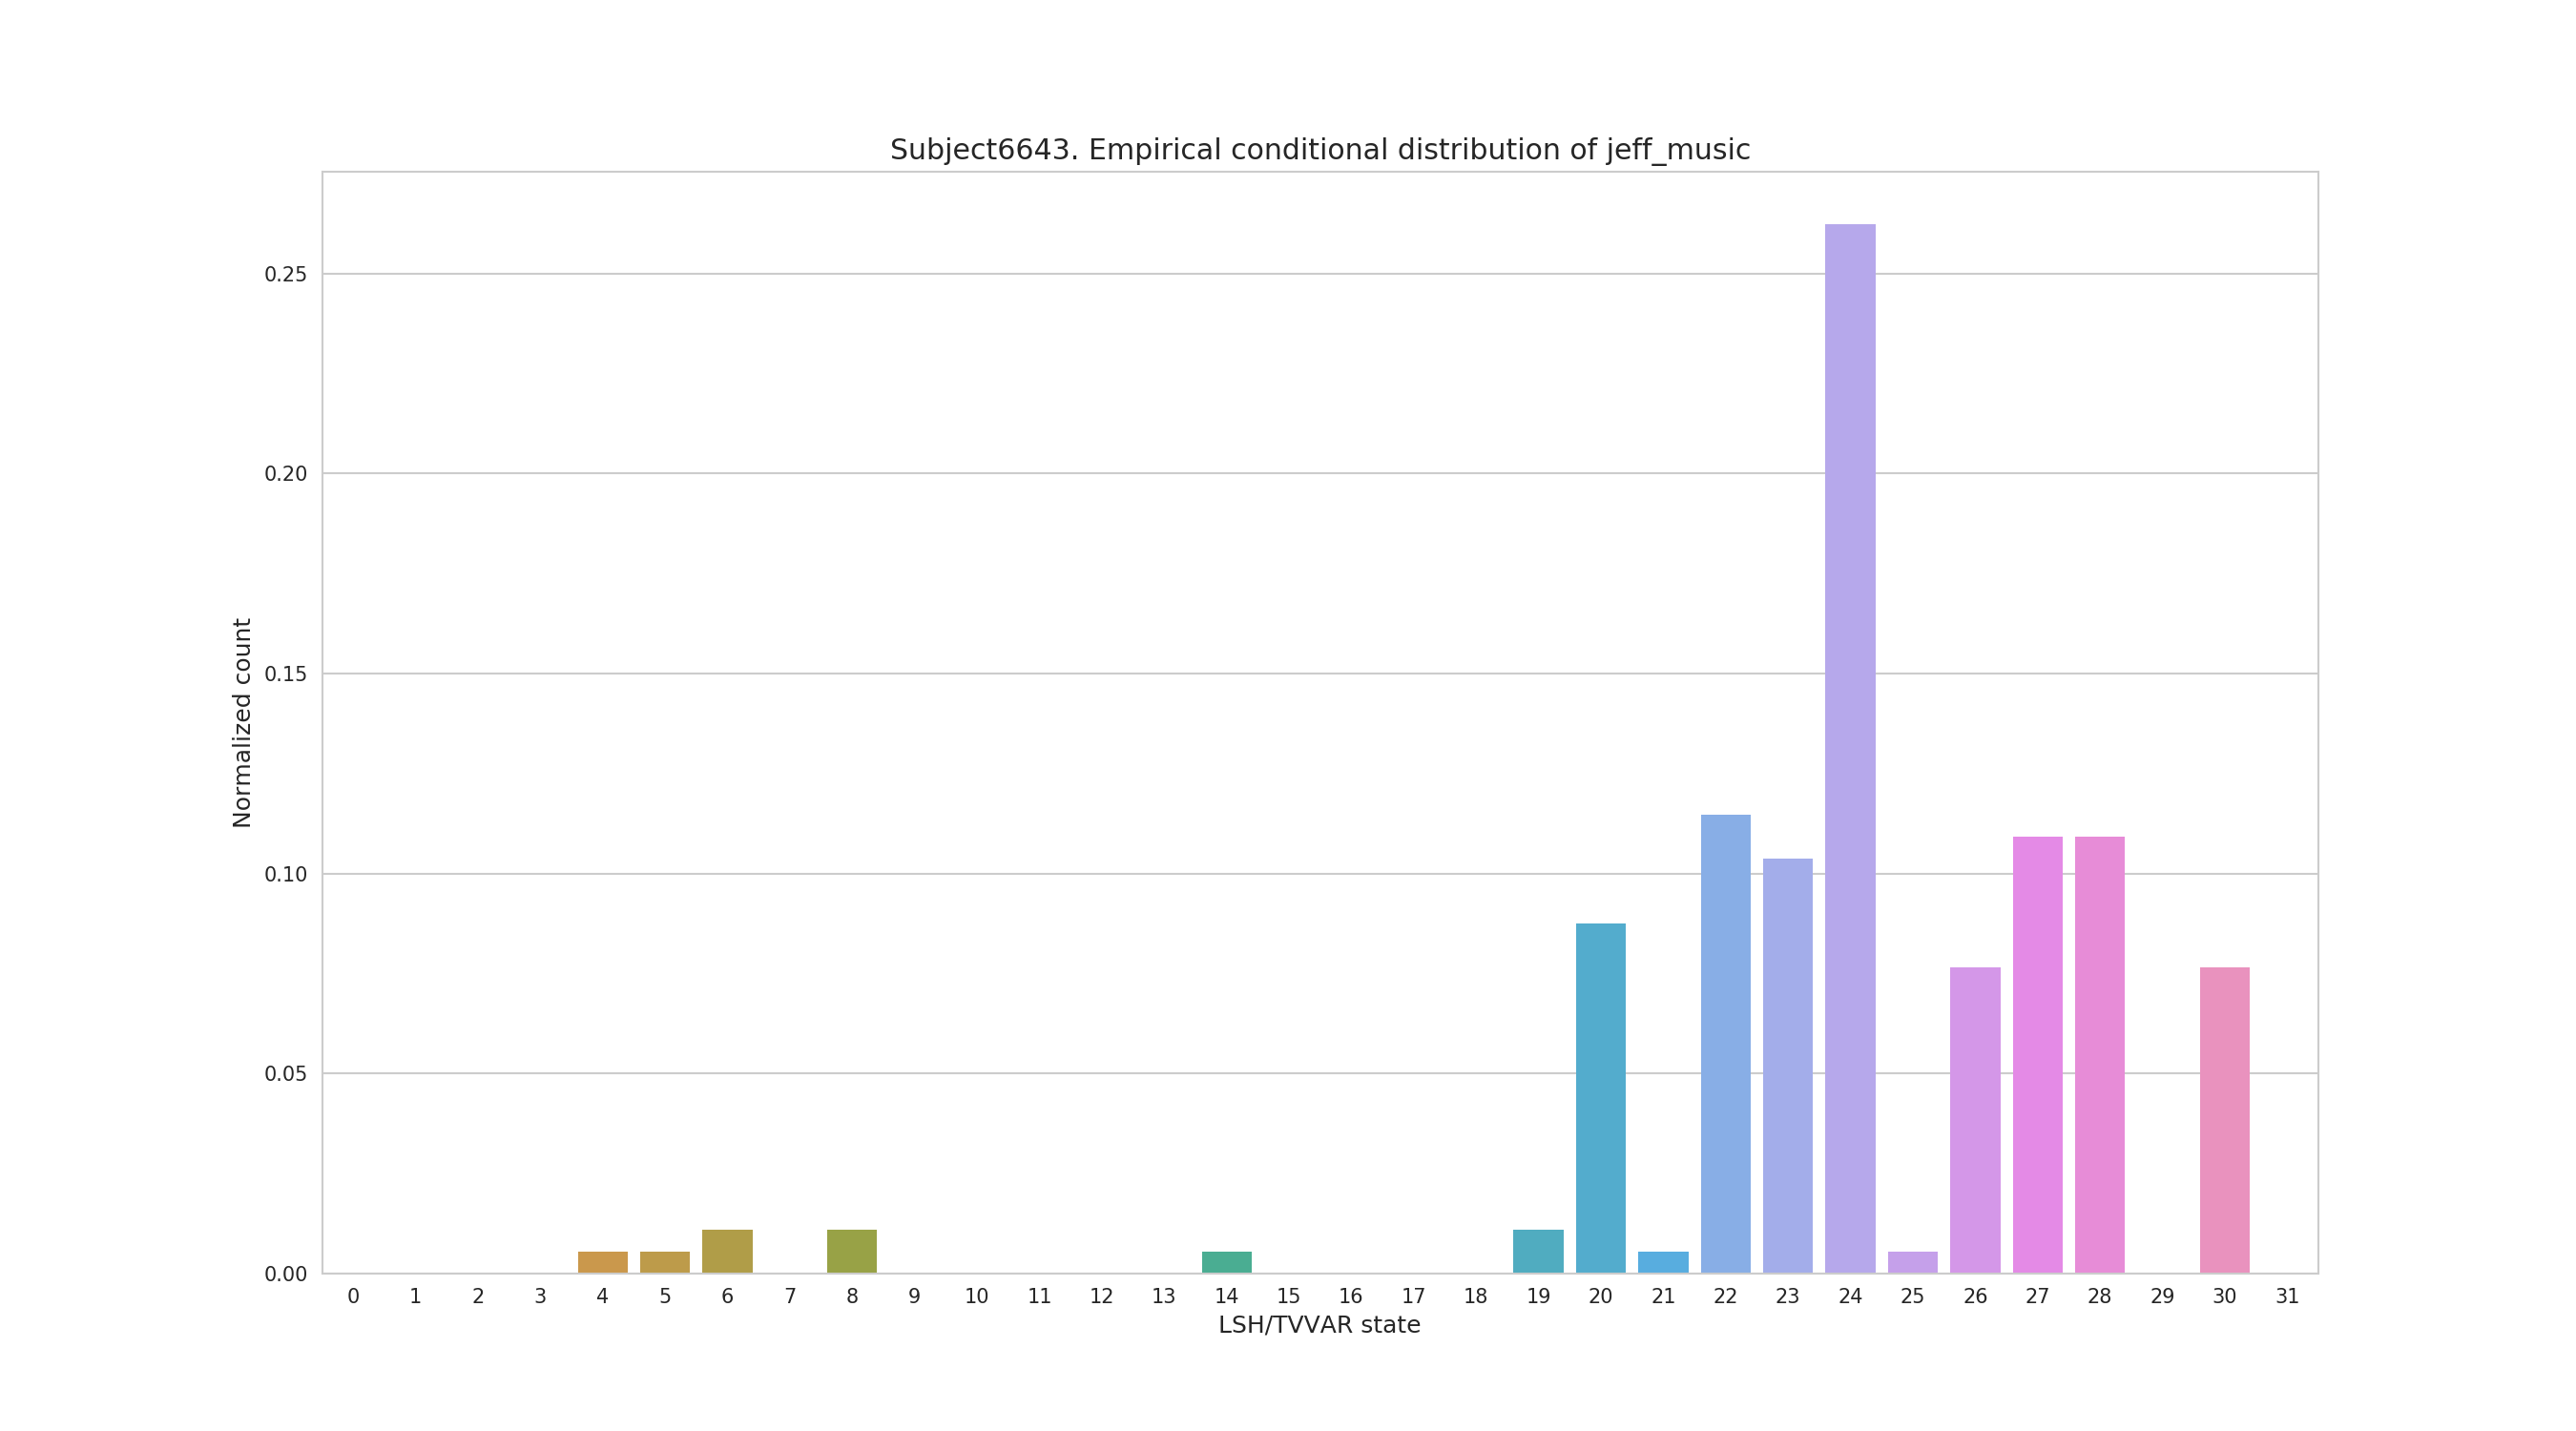 Subject6643. Empirical conditional distribution of jeff_music
Normalized count
0.25
0.20
0.15
0.10
0.05
0.00
0 1 2 3 4 5 6 7 8 9 10 11 12 13 14 15 16 17 18 19 20 21 22 23 24 25 26 27 28 29 30 31
LSH/TVVAR state